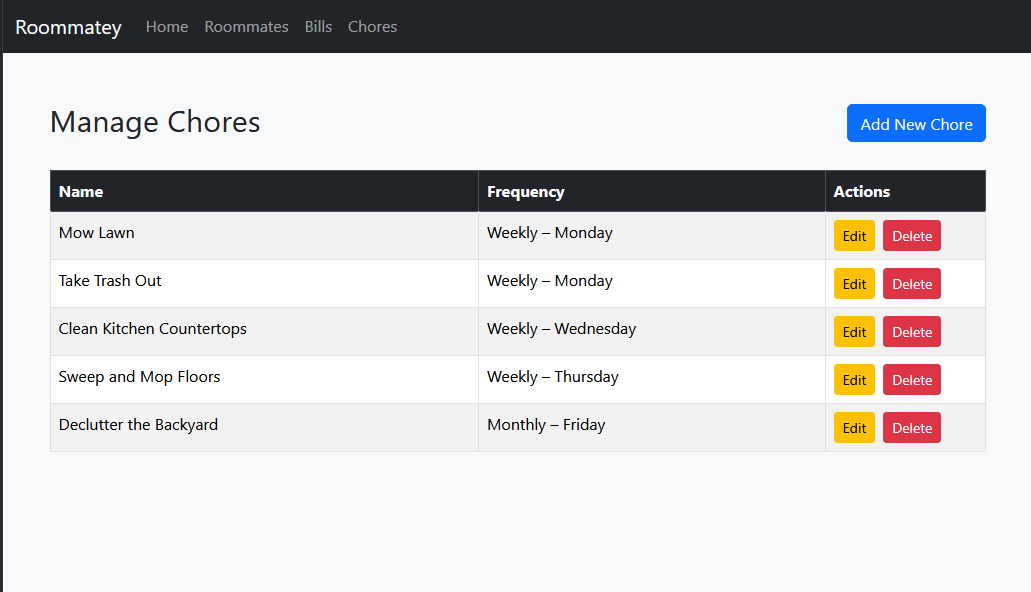 Roommatey Home Roommates Bills Chores
Manage Chores Add New Chore
Name Frequency Actions
Mow Lawn Weekly – Monday Edit Delete
Take Trash Out Weekly – Monday Edit Delete
Clean Kitchen Countertops Weekly – Wednesday Edit Delete
Sweep and Mop Floors Weekly – Thursday Edit Delete
Declutter the Backyard Monthly – Friday Edit Delete